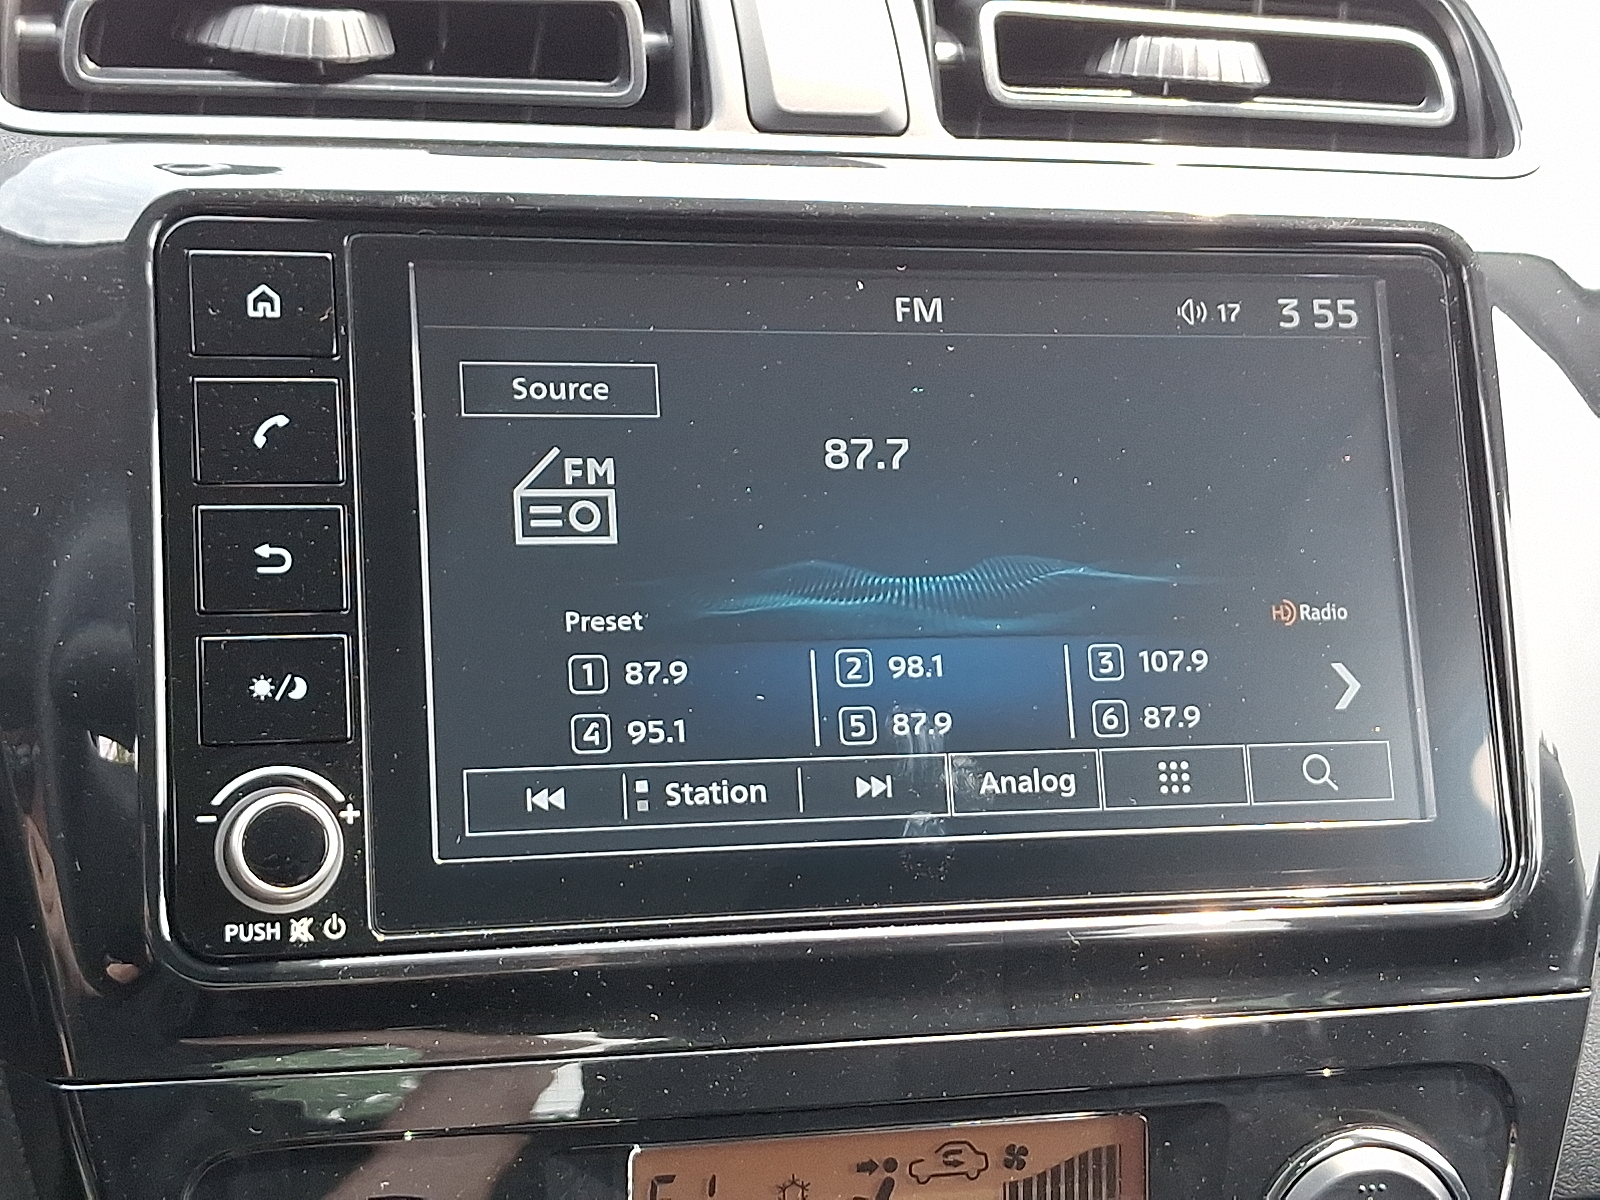 FM 17 3 55
Source
FM
87.7
Preset
HD Radio
1 87.9 2 98.1 3 107.9
4 95.1 5 87.9 6 87.9
Station Analog
- +
PUSH